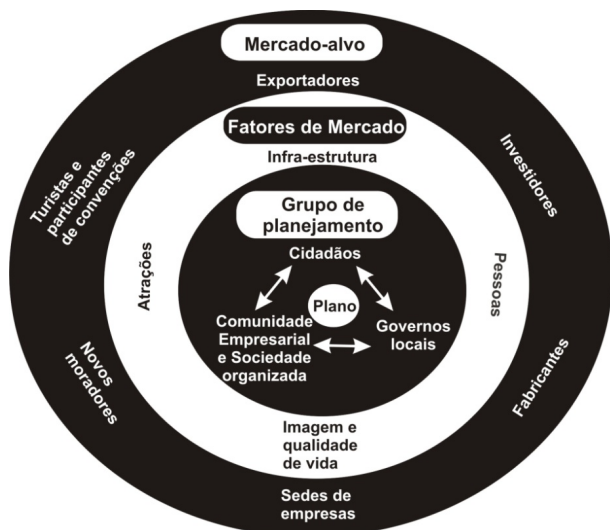 Mercado-alvo
Exportadores
Fatores de Mercado
Infra-estrutura
Turistas e
participantes
de convenções
Investidores
Grupo de
planejamento
Cidadãos
Atrações
Pessoas
Plano
Comunidade
Empresarial
e Sociedade
organizada
Governos
locais
Novos
moradores
Fabricantes
Imagem e
qualidade
de vida
Sedes de
empresas